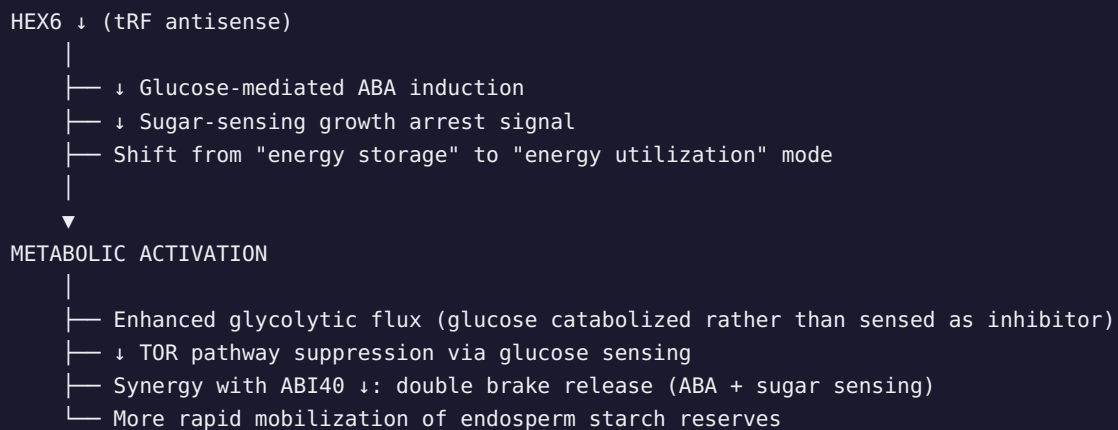 HEX6 ↓ (tRF antisense)
│
├── ↓ Glucose-mediated ABA induction
├── ↓ Sugar-sensing growth arrest signal
├── Shift from "energy storage" to "energy utilization" mode
│
▼
METABOLIC ACTIVATION
│
├── Enhanced glycolytic flux (glucose catabolized rather than sensed as inhibitor)
├── ↓ TOR pathway suppression via glucose sensing
├── Synergy with ABI40 ↓: double brake release (ABA + sugar sensing)
└── More rapid mobilization of endosperm starch reserves